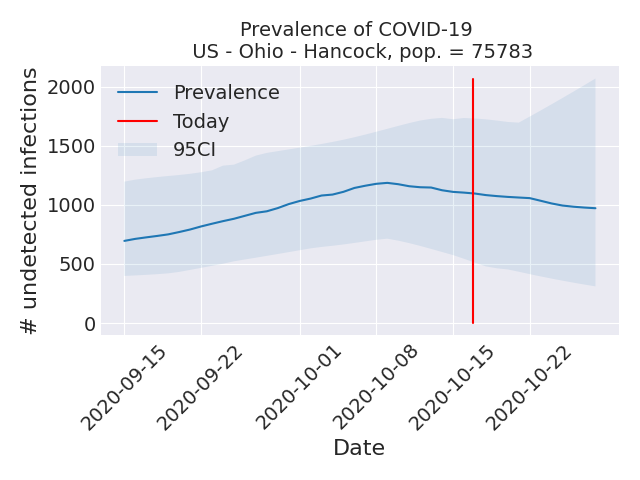 Prevalence of COVID-19
US - Ohio - Hancock, pop. = 75783
# undetected infections
2000
1500
1000
500
0
Prevalence
Today
95CI
2020-09-15
2020-09-22
2020-10-01
2020-10-08
2020-10-15
2020-10-22
Date